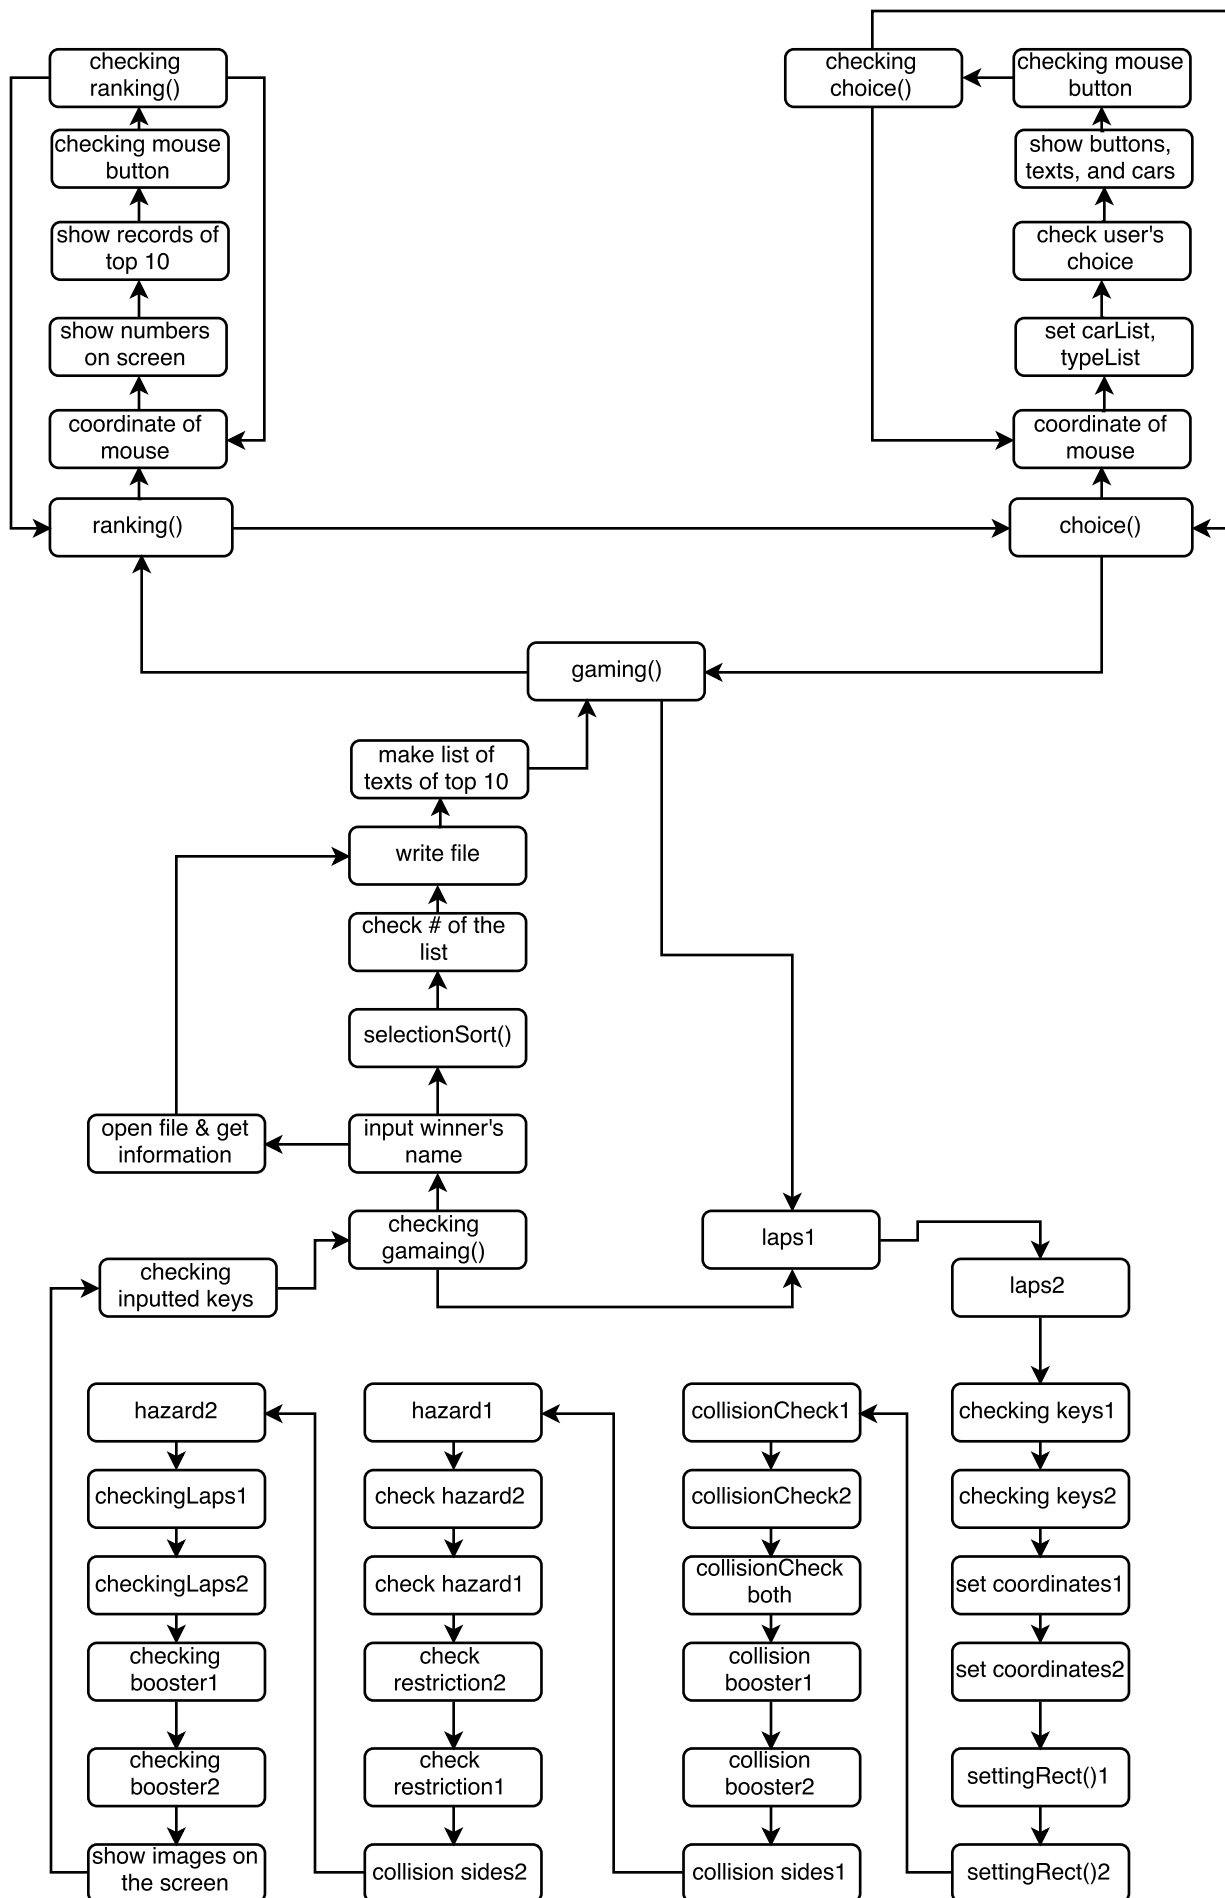 checking
ranking()
checking mouse
button
show records of
top 10
show numbers
on screen
coordinate of
mouse
ranking()
checking
choice()
checking mouse
button
show buttons,
texts, and cars
check user's
choice
set carList,
typeList
coordinate of
mouse
choice()
gaming()
make list of
texts of top 10
write file
check # of the
list
selectionSort()
open file & get
information
input winner's
name
checking
gamaing()
checking
inputted keys
laps1
laps2
hazard2
checkingLaps1
checkingLaps2
checking
booster1
checking
booster2
show images on
the screen
hazard1
check hazard2
check hazard1
check
restriction2
check
restriction1
collision sides2
collisionCheck1
collisionCheck2
collisionCheck
both
collision
booster1
collision
booster2
collision sides1
checking keys1
checking keys2
set coordinates1
set coordinates2
settingRect()1
settingRect()2